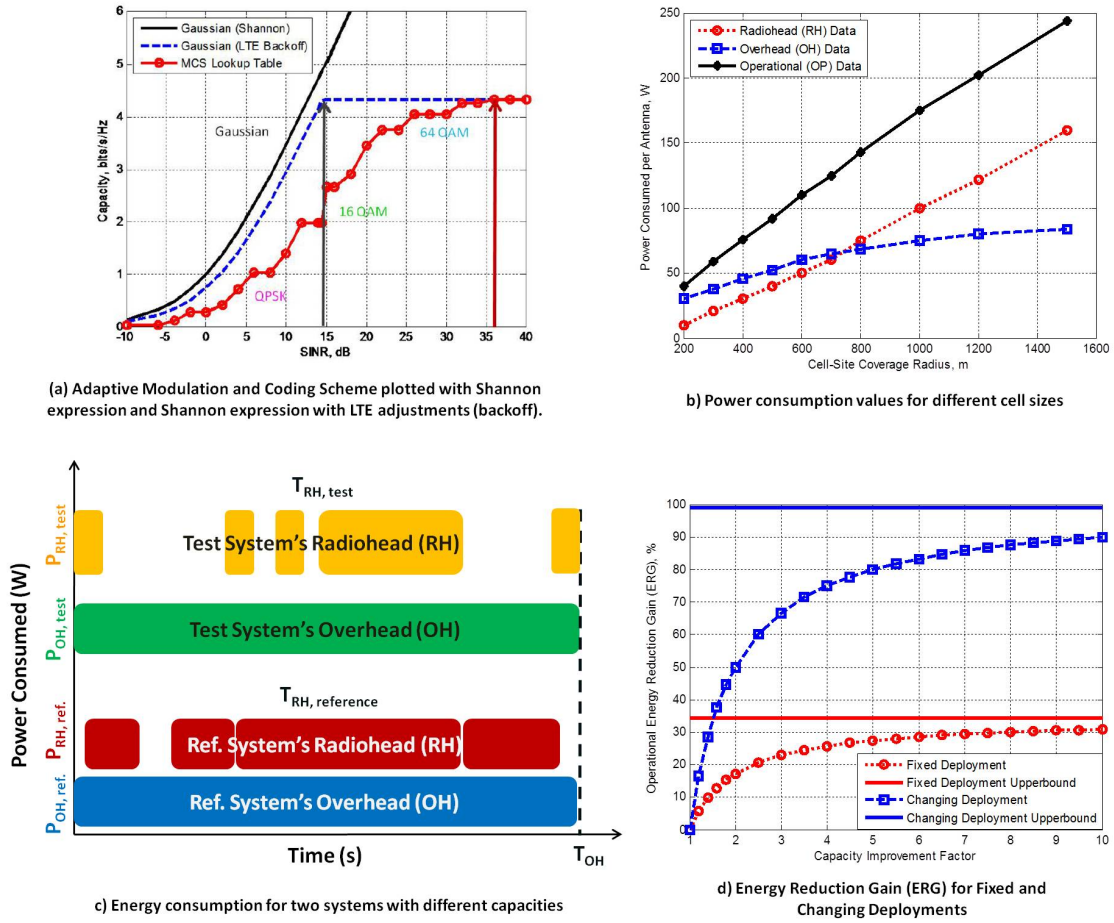 6
5
4
3
2
1
0
Capacity, bits/s/Hz
Gaussian (Shannon)
Gaussian (LTE Backoff)
MCS Lookup Table
Gaussian
64 QAM
16 QAM
QPSK
-10 -5 0 5 10 15 20 25 30 35 40
SINR, dB
(a) Adaptive Modulation and Coding Scheme plotted with Shannon
expression and Shannon expression with LTE adjustments (backoff).
250
200
150
100
50
0
Power Consumed per Antenna, W
Radiohead (RH) Data
Overhead (OH) Data
Operational (OP) Data
200 400 600 800 1000 1200 1400 1600
Cell-Site Coverage Radius, m
b) Power consumption values for different cell sizes
Power Consumed (W)
P RH, test
P OH, test
P RH, ref.
P OH, ref.
T RH, test
Test System's Radiohead (RH)
Test System's Overhead (OH)
T RH, reference
Ref. System's Radiohead (RH)
Ref. System's Overhead (OH)
Time (s)
T OH
c) Energy consumption for two systems with different capacities
100
90
80
70
60
50
40
30
20
10
0
Operational Energy Reduction Gain (ERG), %
Fixed Deployment
Fixed Deployment Upperbound
Changing Deployment
Changing Deployment Upperbound
1 2 3 4 5 6 7 8 9 10
Capacity Improvement Factor
d) Energy Reduction Gain (ERG) for Fixed and
Changing Deployments